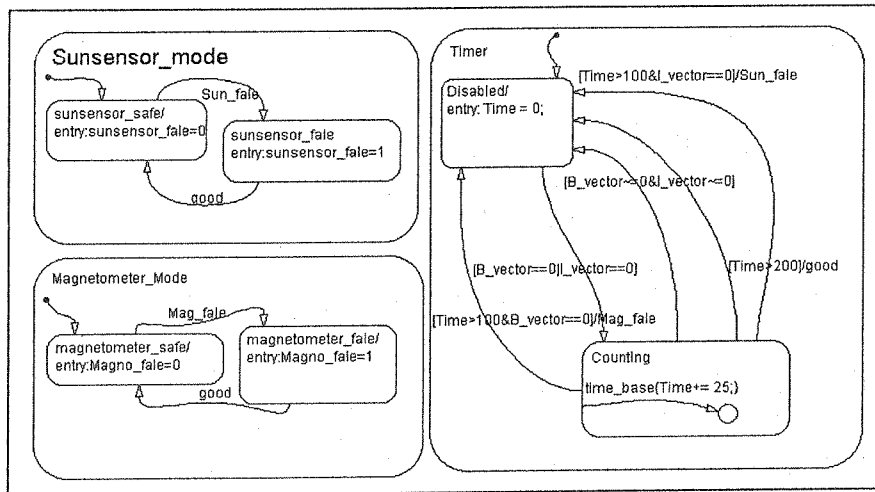 Sunsensor_mode
Sun_fale
sunsensor_safe/
entry:sunsensor_fale=0
sunsensor_fale
entry:sunsensor_fale=1
good
Magnetometer_Mode
Mag_fale
magnetometer_safe/
entry:Magno_fale=0
magnetometer_fale/
entry:Magno_fale=1
good
Timer
[Time>100&I_vector==0]/Sun_fale
Disabled/
entry: Time = 0;
[B_vector~=0&I_vector~=0]
[B_vector==0|I_vector==0]
[Time>200]/good
[Time>100&B_vector==0]/Mag_fale
Counting
time_base{Time+= 25;}